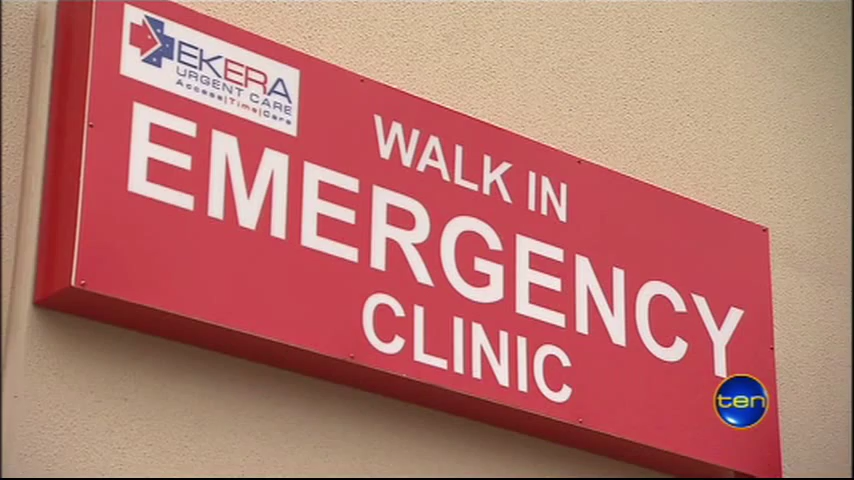 EKERA
URGENT CARE
Access|Time|Care
WALK IN
EMERGENCY
CLINIC
ten